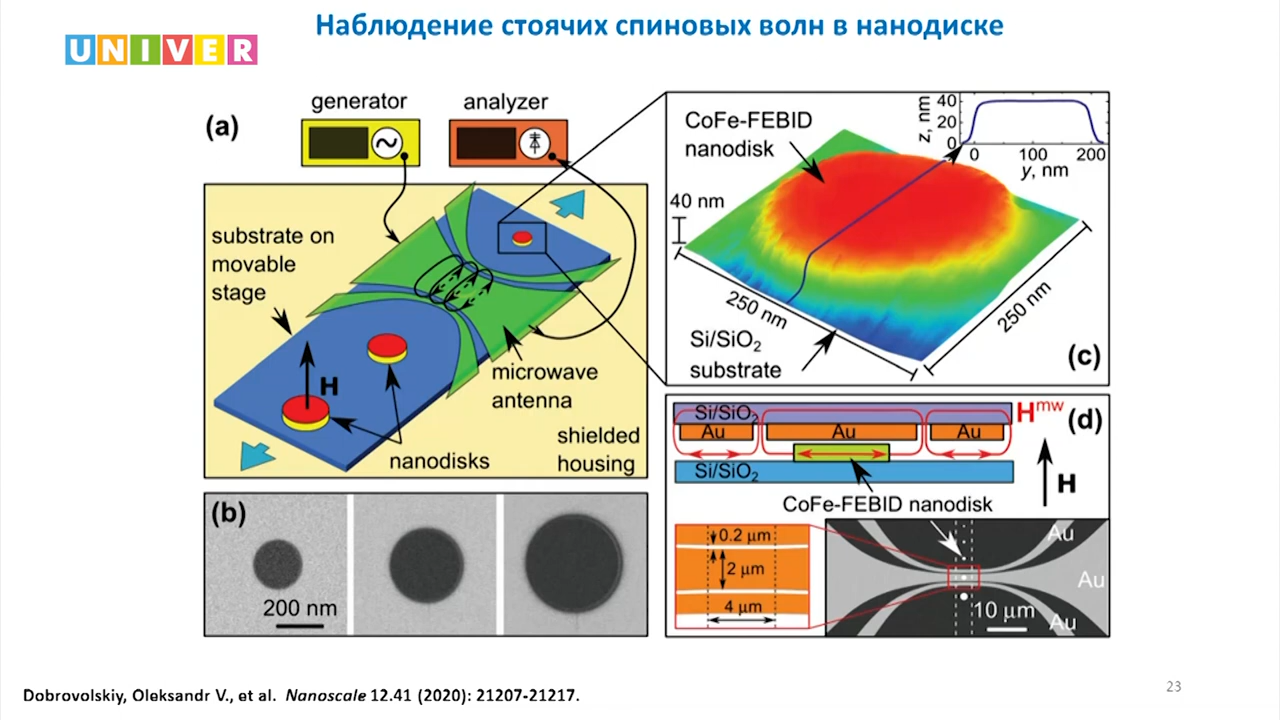 Наблюдение стоячих спиновых волн в нанодиске
UNIVER
(a)
generator
analyzer
substrate on
movable
stage
H
microwave
antenna
shielded
housing
nanodisks
(b)
200 nm
CoFe-FEBID
nanodisk
z, nm
40
20
0
0 100 200
y, nm
40 nm
250 nm
250 nm
Si/SiO₂
substrate
(c)
Si/SiO₂
Hᵐʷ
(d)
Au Au Au
Si/SiO₂
H
CoFe-FEBID nanodisk
0.2 μm
2 μm
4 μm
Au
Au
Au
10 μm
Dobrovolskiy, Oleksandr V., et al. Nanoscale 12.41 (2020): 21207-21217.
23